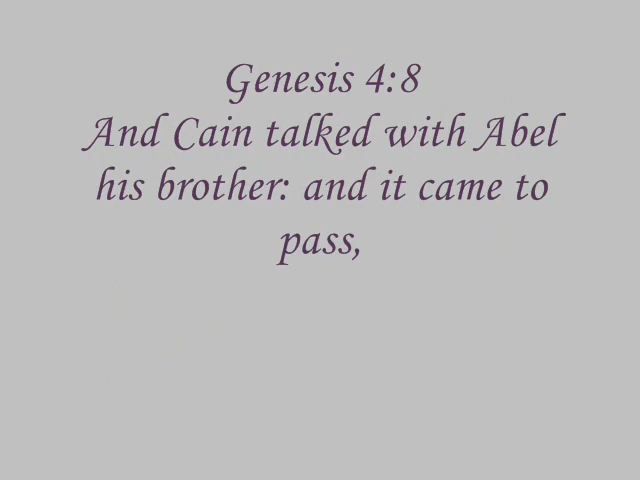 Genesis 4:8
And Cain talked with Abel
his brother: and it came to
pass,